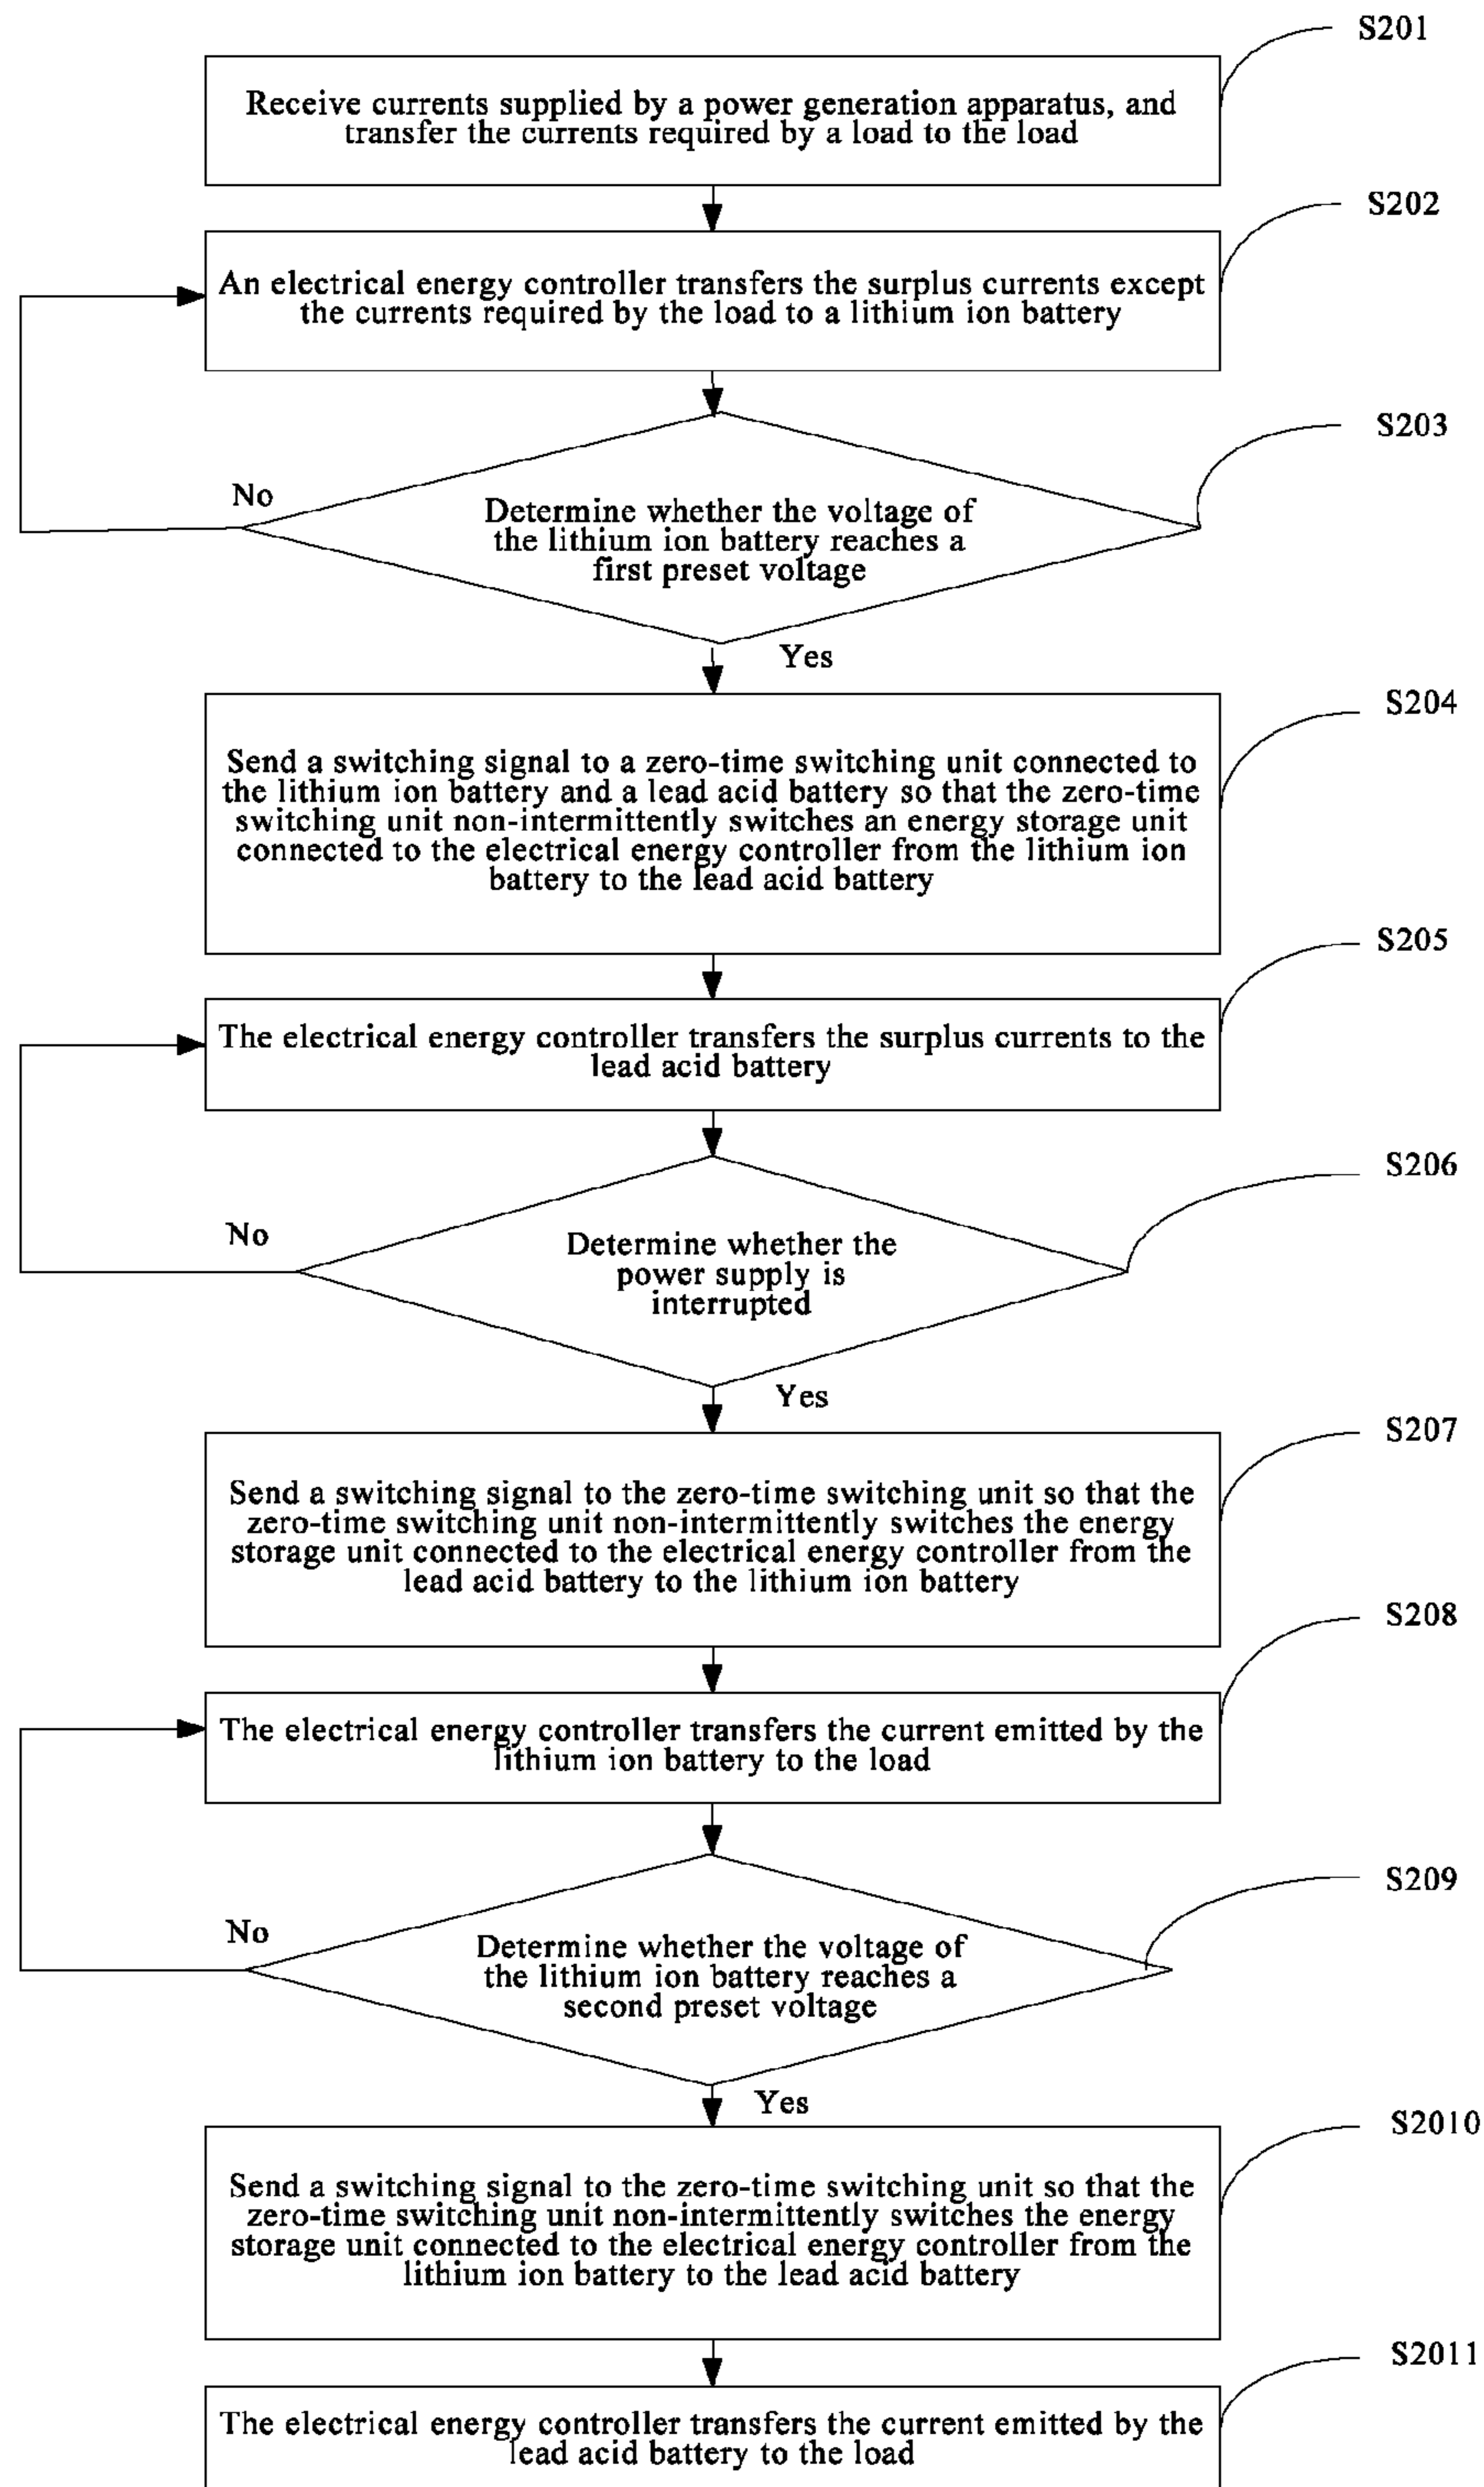 S201
Receive currents supplied by a power generation apparatus, and
transfer the currents required by a load to the load
S202
An electrical energy controller transfers the surplus currents except
the currents required by the load to a lithium ion battery
S203
No
Determine whether the voltage of
the lithium ion battery reaches a
first preset voltage
Yes
S204
Send a switching signal to a zero-time switching unit connected to
the lithium ion battery and a lead acid battery so that the zero-time
switching unit non-intermittently switches an energy storage unit
connected to the electrical energy controller from the lithium ion
battery to the lead acid battery
S205
The electrical energy controller transfers the surplus currents to the
lead acid battery
S206
No
Determine whether the
power supply is
interrupted
Yes
S207
Send a switching signal to the zero-time switching unit so that the
zero-time switching unit non-intermittently switches the energy
storage unit connected to the electrical energy controller from the
lead acid battery to the lithium ion battery
S208
The electrical energy controller transfers the current emitted by the
lithium ion battery to the load
S209
No
Determine whether the voltage of
the lithium ion battery reaches a
second preset voltage
Yes
S2010
Send a switching signal to the zero-time switching unit so that the
zero-time switching unit non-intermittently switches the energy
storage unit connected to the electrical energy controller from the
lithium ion battery to the lead acid battery
S2011
The electrical energy controller transfers the current emitted by the
lead acid battery to the load